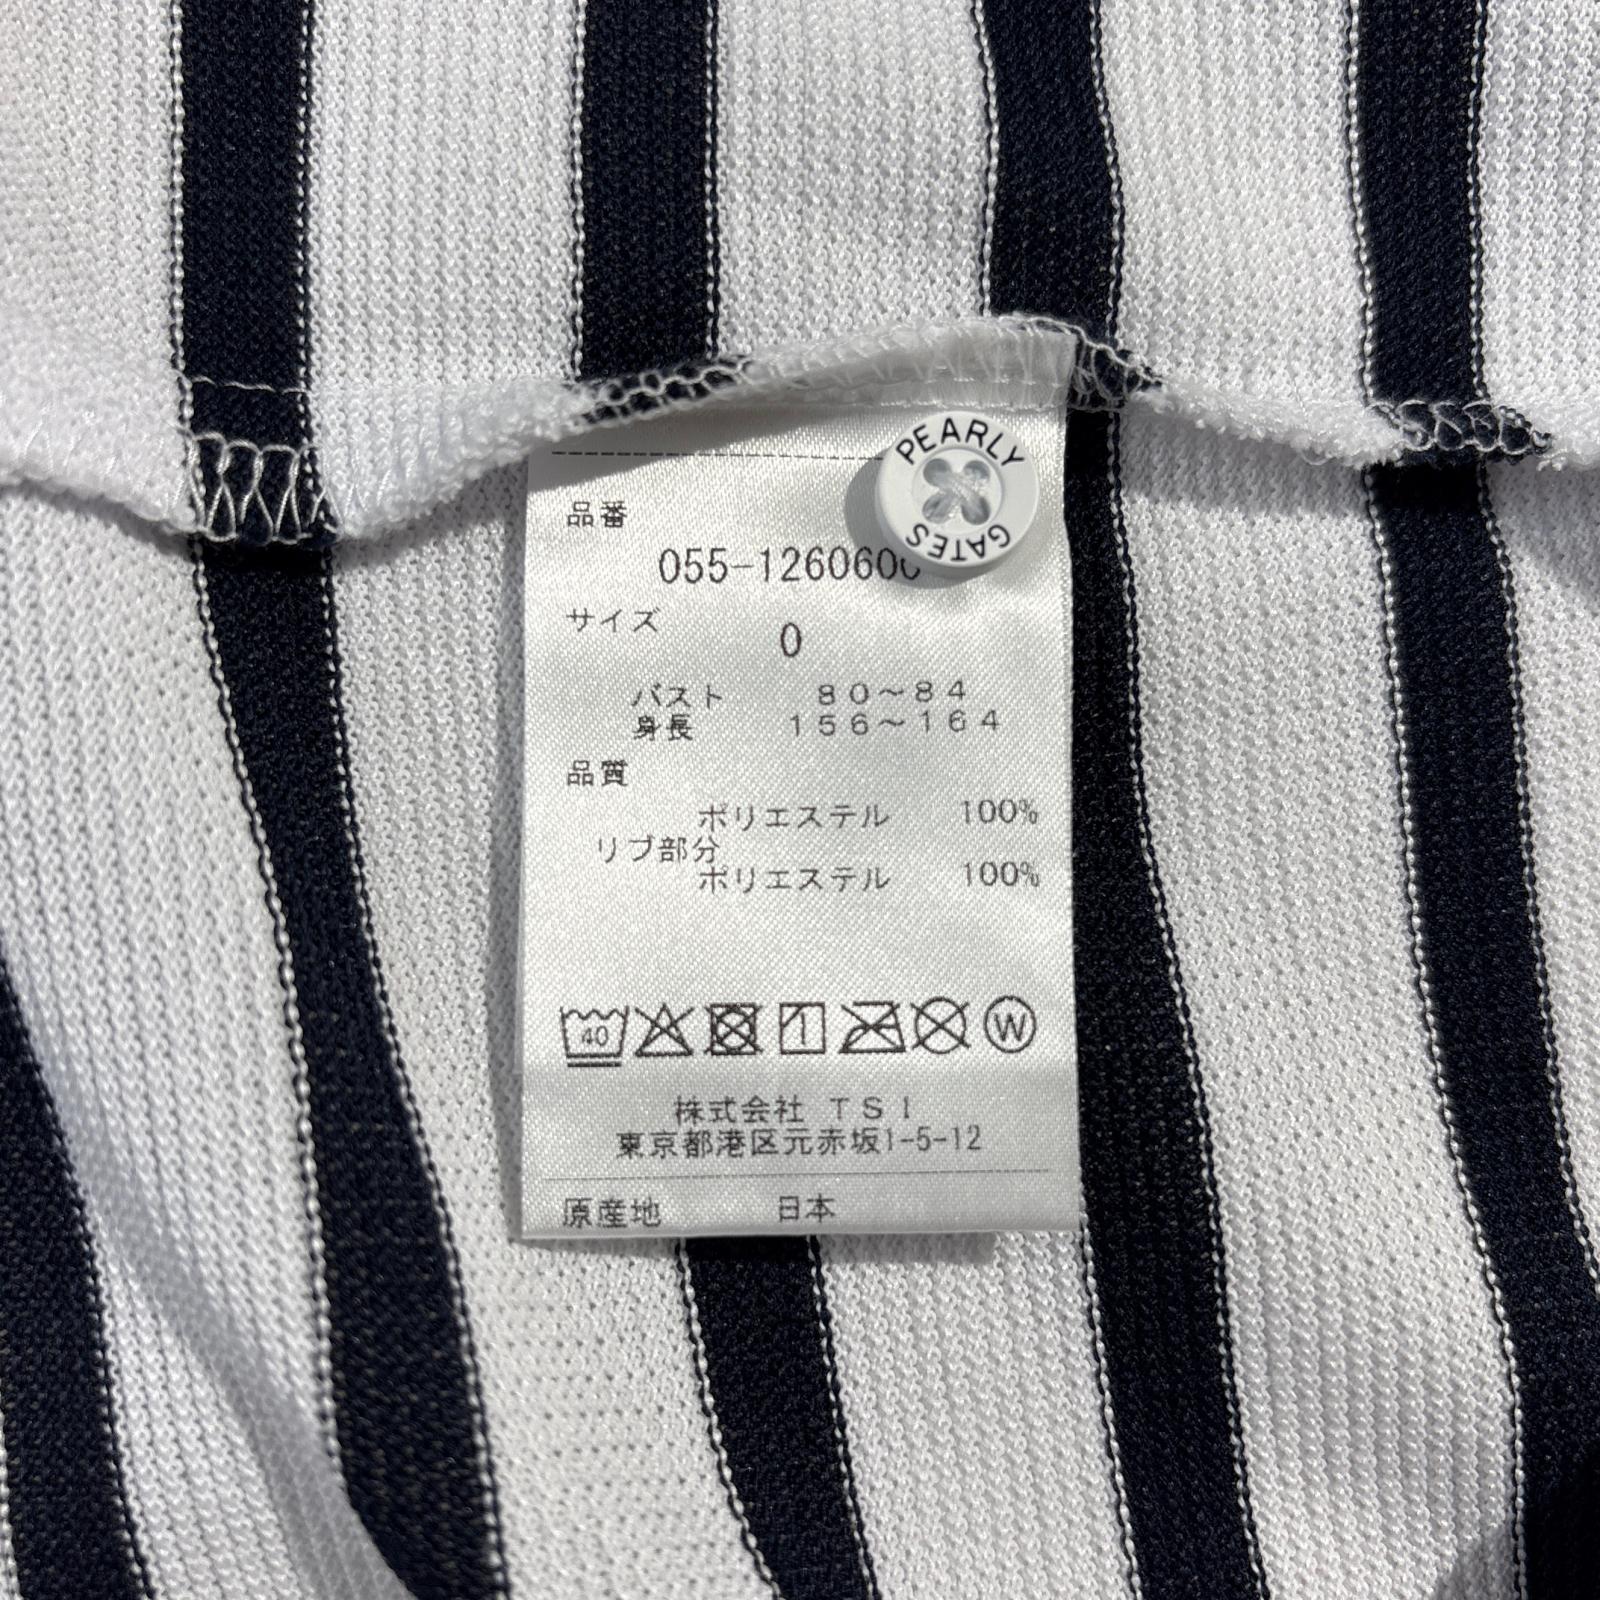 PEARLY
GATES
品番
055-1260600
サイズ
0
バスト 80~84
身長 156~164
品質
ポリエステル 100%
リブ部分
ポリエステル 100%
40
W
株式会社 TSI
東京都港区元赤坂1-5-12
原産地 日本